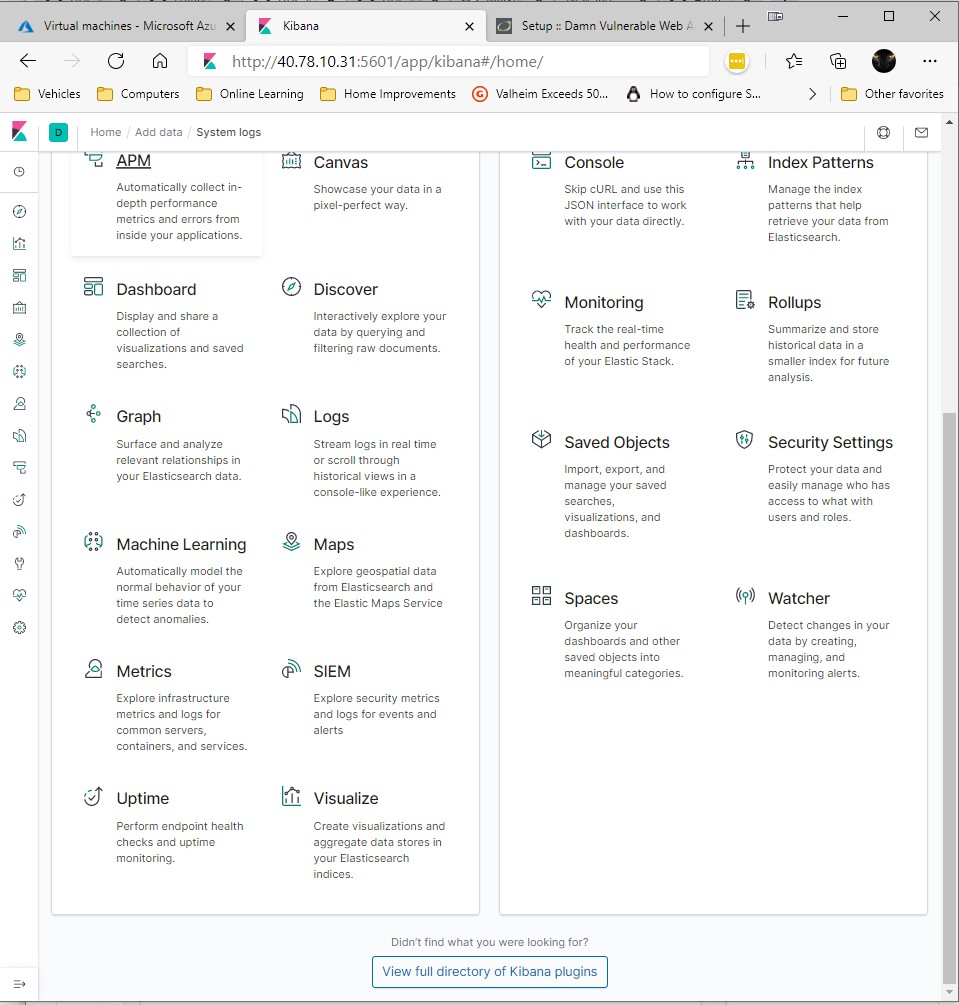 Virtual machines - Microsoft Azu
Kibana
Setup :: Damn Vulnerable Web A
http://40.78.10.31:5601/app/kibana#/home/
Vehicles
Computers
Online Learning
Home Improvements
Valheim Exceeds 50...
How to configure S...
Other favorites
D
Home / Add data / System logs
APM
Automatically collect in-
depth performance
metrics and errors from
inside your applications.
Canvas
Showcase your data in a
pixel-perfect way.
Dashboard
Display and share a
collection of
visualizations and saved
searches.
Discover
Interactively explore your
data by querying and
filtering raw documents.
Graph
Surface and analyze
relevant relationships in
your Elasticsearch data.
Logs
Stream logs in real time
or scroll through
historical views in a
console-like experience.
Machine Learning
Automatically model the
normal behavior of your
time series data to
detect anomalies.
Maps
Explore geospatial data
from Elasticsearch and
the Elastic Maps Service
Metrics
Explore infrastructure
metrics and logs for
common servers,
containers, and services.
SIEM
Explore security metrics
and logs for events and
alerts
Uptime
Perform endpoint health
checks and uptime
monitoring.
Visualize
Create visualizations and
aggregate data stores in
your Elasticsearch
indices.
Console
Skip cURL and use this
JSON interface to work
with your data directly.
Index Patterns
Manage the index
patterns that help
retrieve your data from
Elasticsearch.
Monitoring
Track the real-time
health and performance
of your Elastic Stack.
Rollups
Summarize and store
historical data in a
smaller index for future
analysis.
Saved Objects
Import, export, and
manage your saved
searches,
visualizations, and
dashboards.
Security Settings
Protect your data and
easily manage who has
access to what with
users and roles.
Spaces
Organize your
dashboards and other
saved objects into
meaningful categories.
Watcher
Detect changes in your
data by creating,
managing, and
monitoring alerts.
Didn't find what you were looking for?
View full directory of Kibana plugins